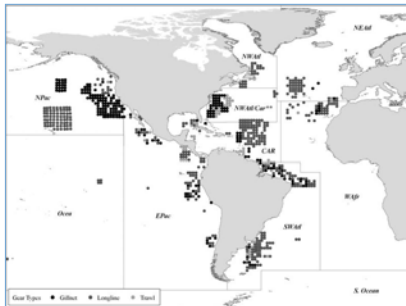 NEAtl
NWAtl
NPac
NWAtl/Car**
CAR
WAfr
Ocea
EPac
SWAtl
S. Ocean
Gear Types
Gillnet
Longline
Trawl